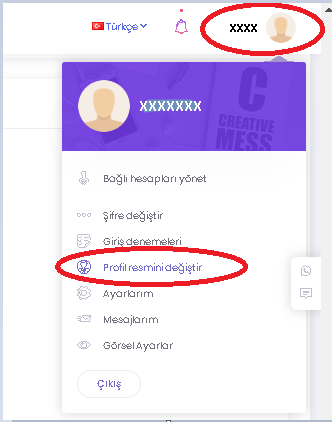 Türkçe
XXXX
XXXXXXX
C
CREATIVE
MESS
Bağlı hesapları yönet
Şifre değiştir
Giriş denemeleri
Profil resmini değiştir
Ayarlarım
Mesajlarım
Görsel Ayarlar
Çıkış